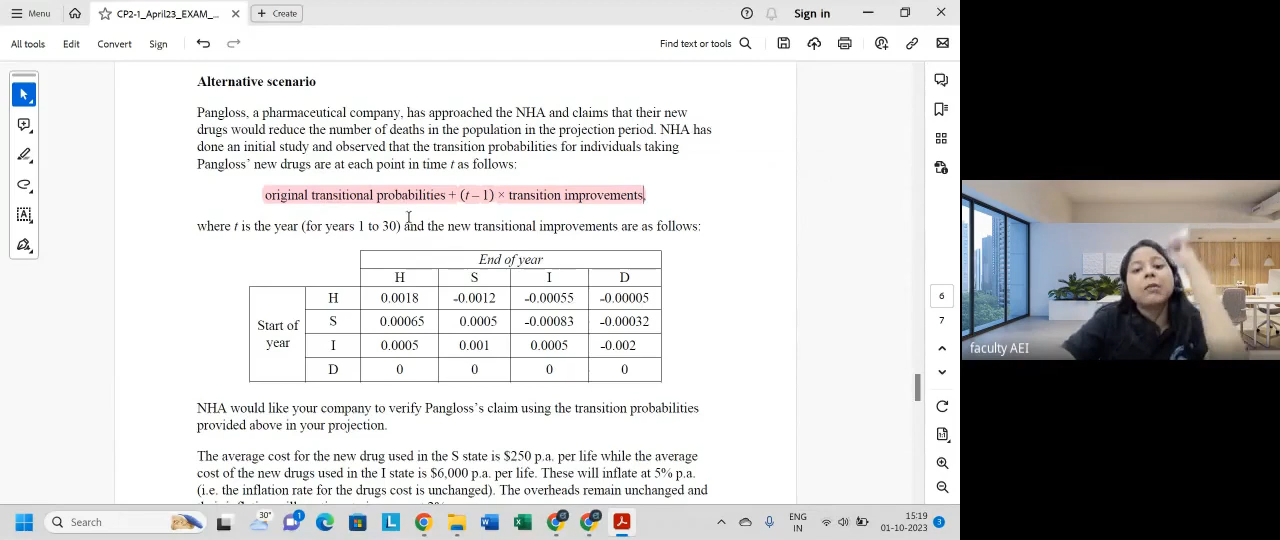 Menu
CP2-1_April23_EXAM_...
Create
Sign in
All tools
Edit
Convert
Sign
Find text or tools
Alternative scenario
Pangloss, a pharmaceutical company, has approached the NHA and claims that their new
drugs would reduce the number of deaths in the population in the projection period. NHA has
done an initial study and observed that the transition probabilities for individuals taking
Pangloss' new drugs are at each point in time t as follows:
original transitional probabilities + (t – 1) × transition improvements,
where t is the year (for years 1 to 30) and the new transitional improvements are as follows:
End of year
H S I D
H 0.0018 -0.0012 -0.00055 -0.00005
Start of year
S 0.00065 0.0005 -0.00083 -0.00032
I 0.0005 0.001 0.0005 -0.002
D 0 0 0 0
NHA would like your company to verify Pangloss's claim using the transition probabilities
provided above in your projection.
The average cost for the new drug used in the S state is $250 p.a. per life while the average
cost of the new drugs used in the I state is $6,000 p.a. per life. These will inflate at 5% p.a.
(i.e. the inflation rate for the drugs cost is unchanged). The overheads remain unchanged and
6
7
faculty AEI
Search
30°
ENG
IN
15:19
01-10-2023
3